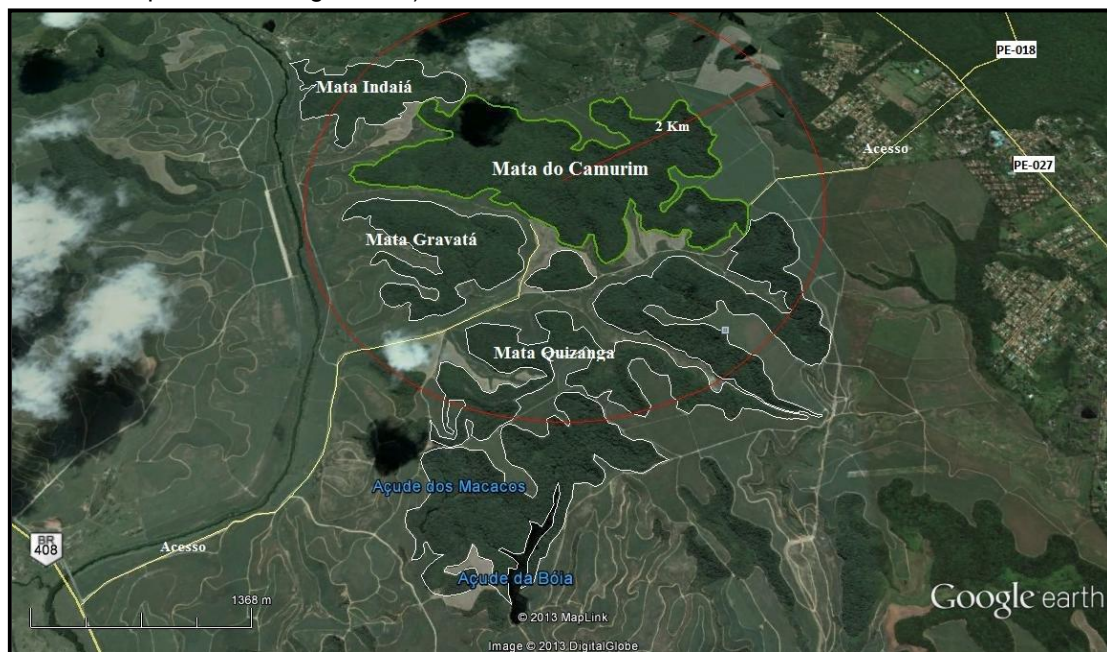 PE-018
Mata Indaiá
2 Km
Acesso
Mata do Camurim
PE-027
Mata Gravatá
Mata Quizanga
Açude dos Macacos
BR
408
Acesso
Açude da Bóia
1368 m
Google earth
© 2013 MapLink
Image © 2013 DigitalGlobe